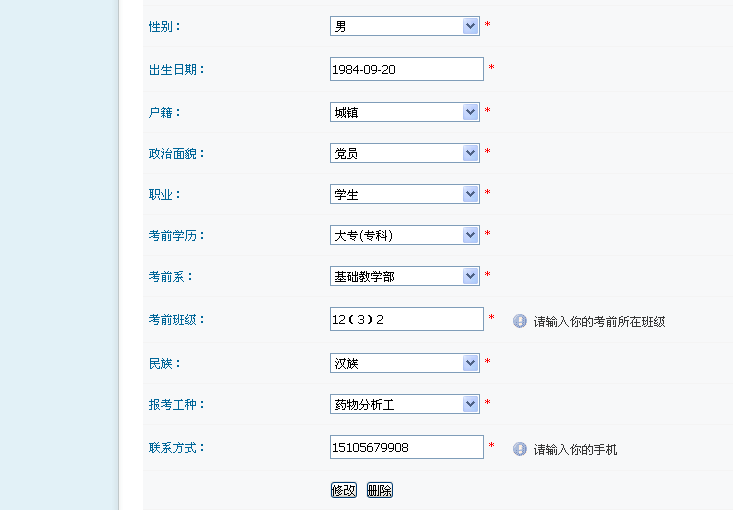 性别： 男 *
出生日期： 1984-09-20 *
户籍： 城镇 *
政治面貌： 党员 *
职业： 学生 *
考前学历： 大专(专科) *
考前系： 基础教学部 *
考前班级： 12（3）2 * 请输入你的考前所在班级
民族： 汉族 *
报考工种： 药物分析工 *
联系方式： 15105679908 * 请输入你的手机
修改 删除